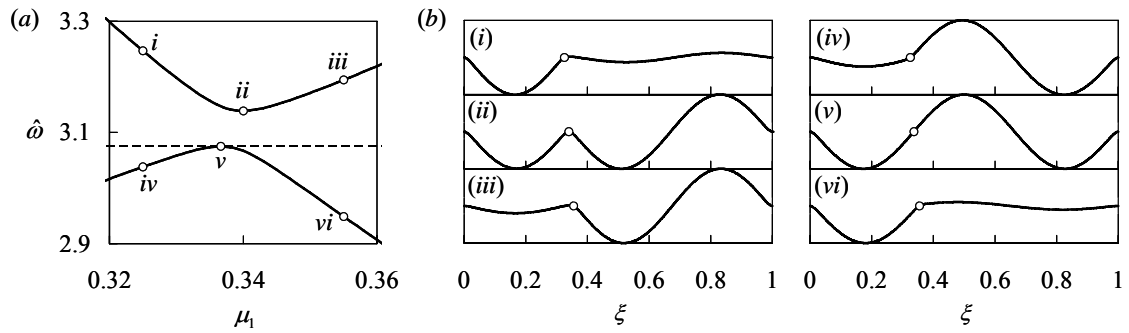 (a)
3.3
3.1
2.9
ω̂
i
ii
iii
iv
v
vi
0.32 0.34 0.36
μ₁
(b)
(i)
(ii)
(iii)
0 0.2 0.4 0.6 0.8 1
ξ
(iv)
(v)
(vi)
0 0.2 0.4 0.6 0.8 1
ξ